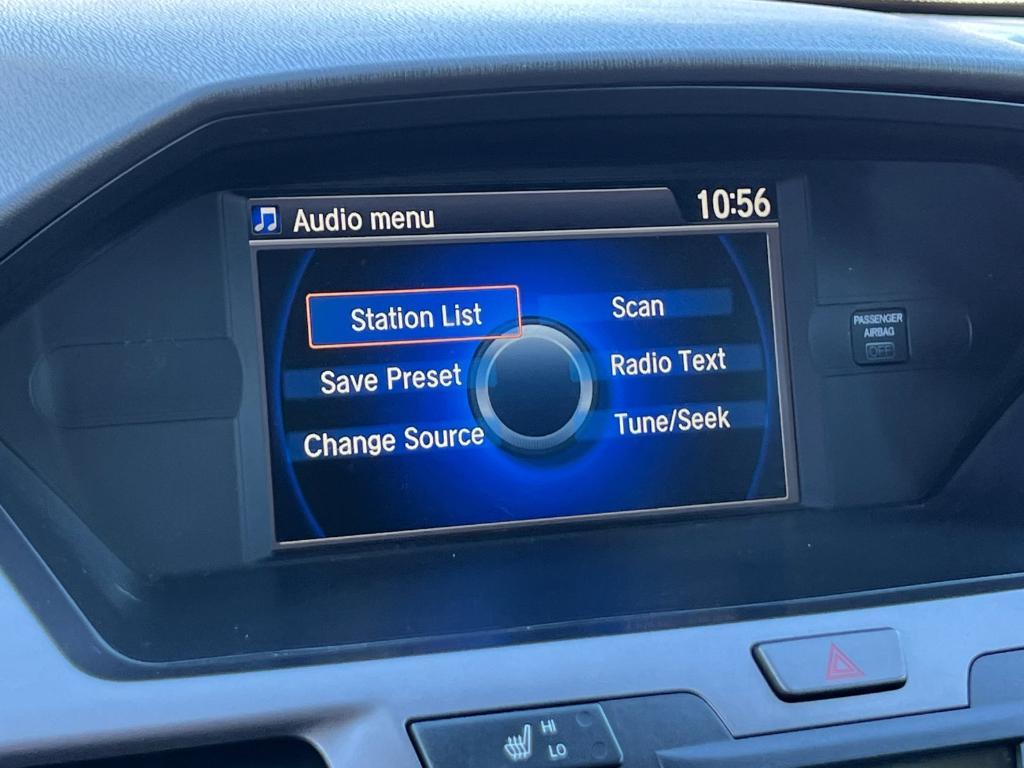 Audio menu
10:56
Station List
Scan
Save Preset
Radio Text
Change Source
Tune/Seek
PASSENGER
AIRBAG
OFF
HI
LO